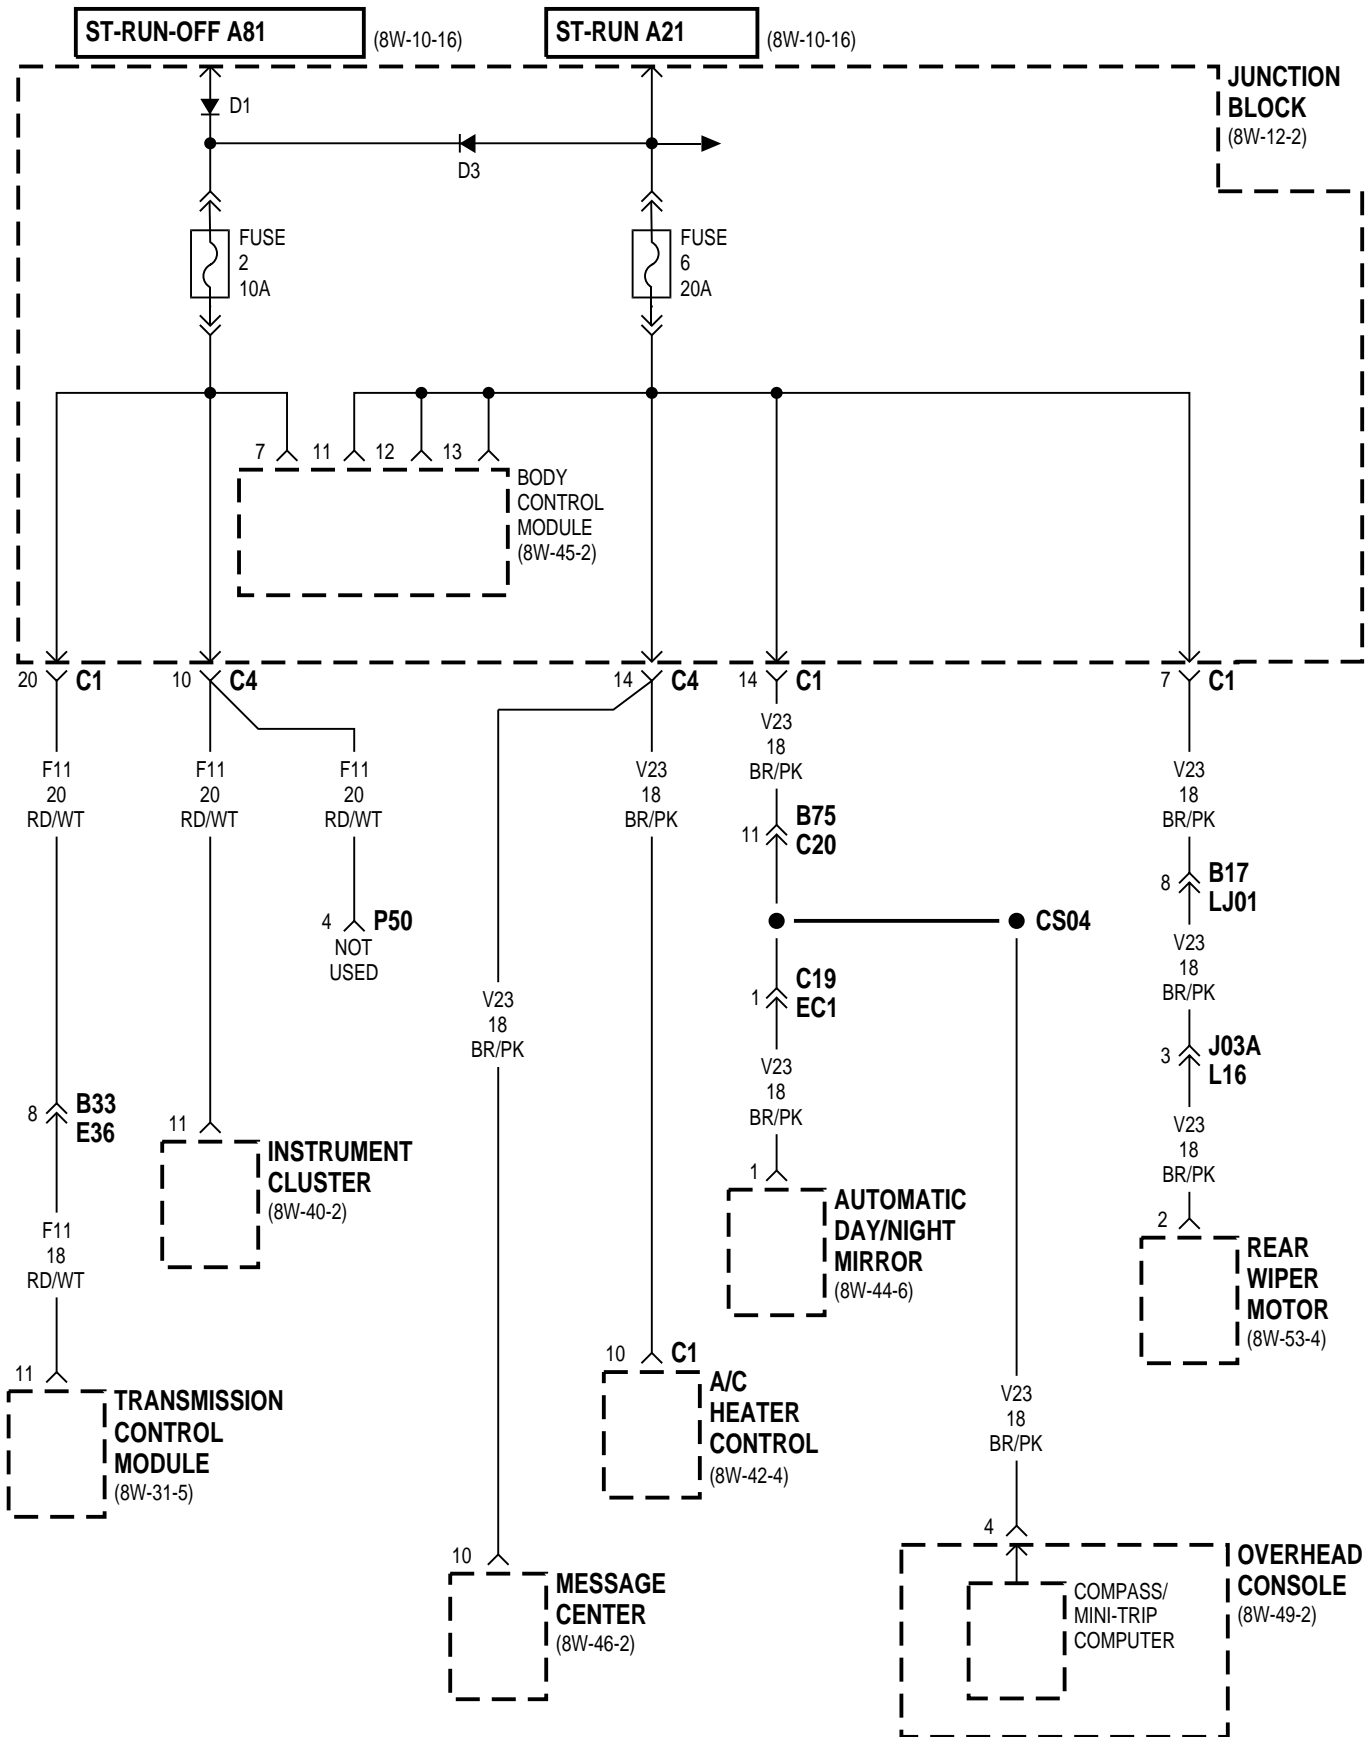 ST-RUN-OFF A81
(8W-10-16)
ST-RUN A21
(8W-10-16)
JUNCTION
BLOCK
(8W-12-2)
D1
D3
FUSE
2
10A
FUSE
6
20A
7
11
12
13
BODY
CONTROL
MODULE
(8W-45-2)
20
C1
10
C4
14
C4
14
C1
7
C1
F11
20
RD/WT
F11
20
RD/WT
F11
20
RD/WT
V23
18
BR/PK
V23
18
BR/PK
V23
18
BR/PK
11
B75
C20
8
B17
LJ01
4
P50
NOT
USED
CS04
V23
18
BR/PK
V23
18
BR/PK
1
C19
EC1
3
J03A
L16
V23
18
BR/PK
V23
18
BR/PK
8
B33
E36
11
INSTRUMENT
CLUSTER
(8W-40-2)
1
AUTOMATIC
DAY/NIGHT
MIRROR
(8W-44-6)
2
REAR
WIPER
MOTOR
(8W-53-4)
F11
18
RD/WT
11
TRANSMISSION
CONTROL
MODULE
(8W-31-5)
10
C1
A/C
HEATER
CONTROL
(8W-42-4)
V23
18
BR/PK
10
MESSAGE
CENTER
(8W-46-2)
4
OVERHEAD
CONSOLE
(8W-49-2)
COMPASS/
MINI-TRIP
COMPUTER